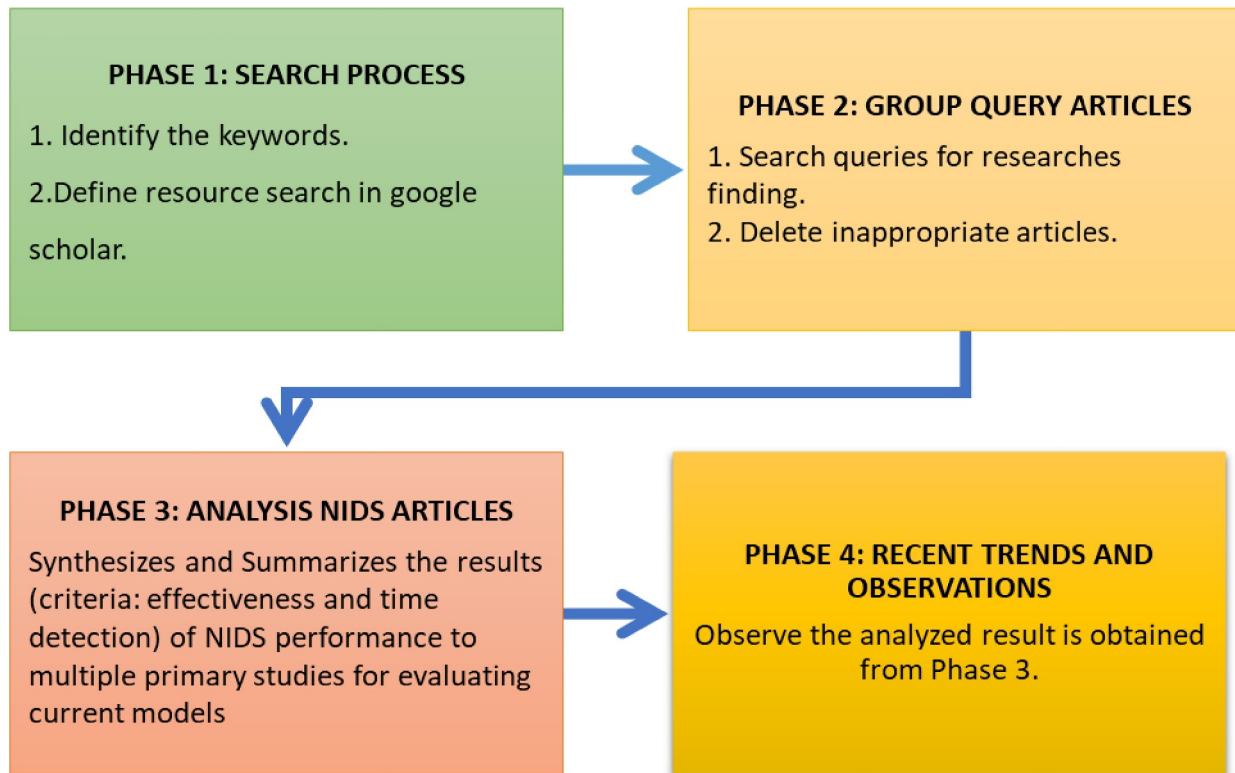 PHASE 1: SEARCH PROCESS
1. Identify the keywords.
2.Define resource search in google
scholar.
PHASE 2: GROUP QUERY ARTICLES
1. Search queries for researches
finding.
2. Delete inappropriate articles.
PHASE 3: ANALYSIS NIDS ARTICLES
Synthesizes and Summarizes the results
(criteria: effectiveness and time
detection) of NIDS performance to
multiple primary studies for evaluating
current models
PHASE 4: RECENT TRENDS AND
OBSERVATIONS
Observe the analyzed result is obtained
from Phase 3.